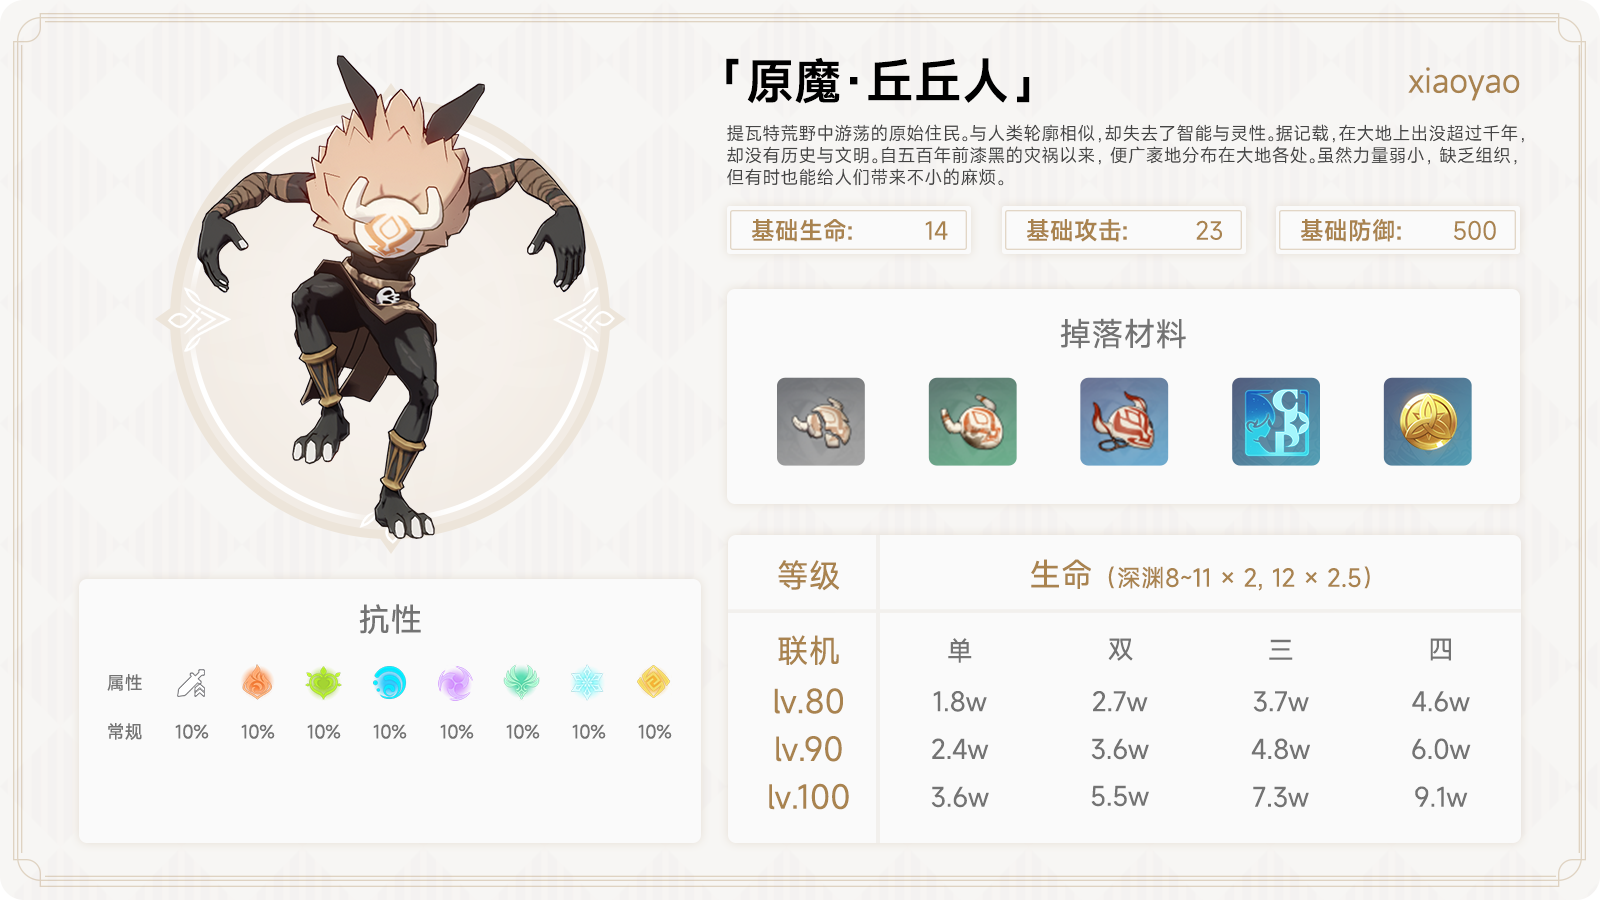 「原魔·丘丘人」
xiaoyao
提瓦特荒野中游荡的原始住民。与人类轮廓相似,却失去了智能与灵性。据记载,在大地上出没超过千年,
却没有历史与文明。自五百年前漆黑的灾祸以来, 便广袤地分布在大地各处。虽然力量弱小, 缺乏组织,
但有时也能给人们带来不小的麻烦。
基础生命: 14
基础攻击: 23
基础防御: 500
掉落材料
抗性
属性
常规 10% 10% 10% 10% 10% 10% 10% 10%
等级 生命 (深渊8~11 × 2, 12 × 2.5)
联机 单 双 三 四
lv.80 1.8w 2.7w 3.7w 4.6w
lv.90 2.4w 3.6w 4.8w 6.0w
lv.100 3.6w 5.5w 7.3w 9.1w